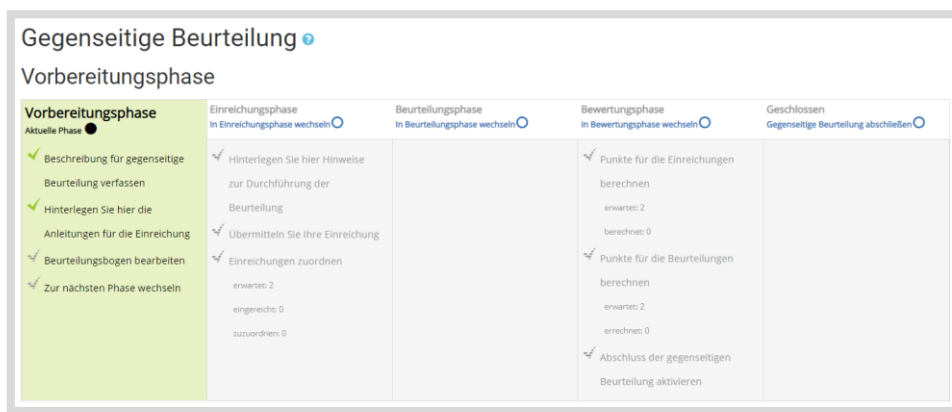 Gegenseitige Beurteilung
Vorbereitungsphase
Vorbereitungsphase
Aktuelle Phase
Beschreibung für gegenseitige
Beurteilung verfassen
Hinterlegen Sie hier die
Anleitungen für die Einreichung
Beurteilungsbogen bearbeiten
Zur nächsten Phase wechseln
Einreichungsphase
In Einreichungsphase wechseln
Hinterlegen Sie hier Hinweise
zur Durchführung der
Beurteilung
Übermitteln Sie Ihre Einreichung
Einreichungen zuordnen
erwartet: 2
eingereicht: 0
zuzuordnen: 0
Beurteilungsphase
In Beurteilungsphase wechseln
Bewertungsphase
In Bewertungsphase wechseln
Punkte für die Einreichungen
berechnen
erwartet: 2
berechnet: 0
Punkte für die Beurteilungen
berechnen
erwartet: 2
errechnet: 0
Abschluss der gegenseitigen
Beurteilung aktivieren
Geschlossen
Gegenseitige Beurteilung abschließen